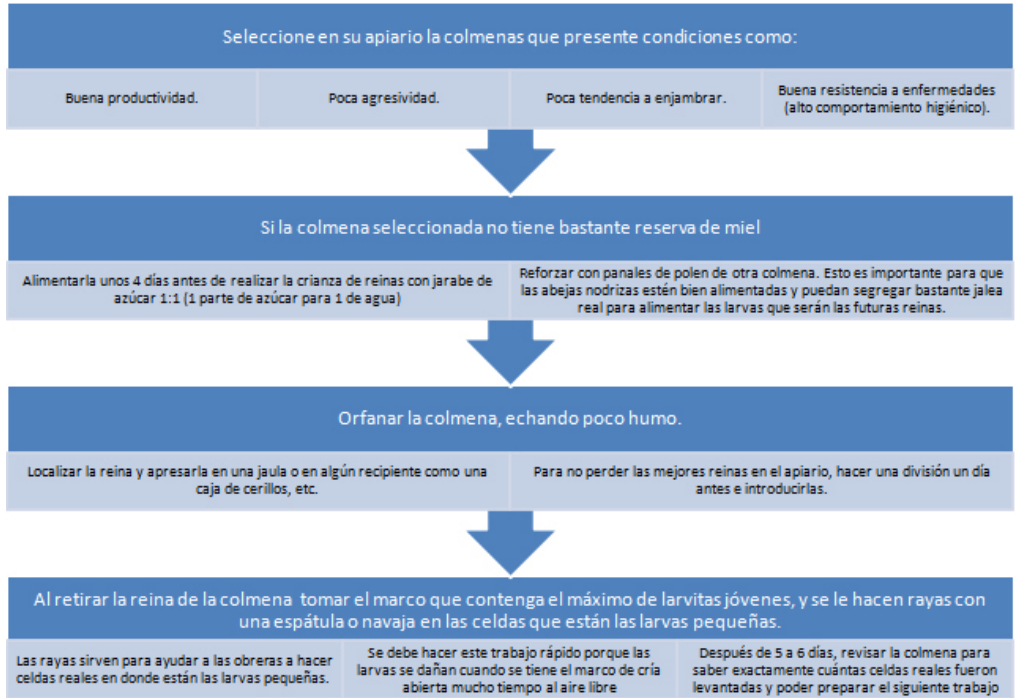 Seleccione en su apiario la colmenas que presente condiciones como:
Buena productividad.
Poca agresividad.
Poca tendencia a enjambrar.
Buena resistencia a enfermedades
(alto comportamiento higiénico).
Si la colmena seleccionada no tiene bastante reserva de miel
Alimentarla unos 4 días antes de realizar la crianza de reinas con jarabe de
azúcar 1:1 (1 parte de azúcar para 1 de agua)
Reforzar con panales de polen de otra colmena. Esto es importante para que
las abejas nodrizas estén bien alimentadas y puedan segregar bastante jalea
real para alimentar las larvas que serán las futuras reinas.
Orfanar la colmena, echando poco humo.
Localizar la reina y apresarla en una jaula o en algún recipiente como una
caja de cerillos, etc.
Para no perder las mejores reinas en el apiario, hacer una división un día
antes e introducirlas.
Al retirar la reina de la colmena tomar el marco que contenga el máximo de larvitas jóvenes, y se le hacen rayas con
una espátula o navaja en las celdas que están las larvas pequeñas.
Las rayas sirven para ayudar a las obreras a hacer
celdas reales en donde están las larvas pequeñas.
Se debe hacer este trabajo rápido porque las
larvas se dañan cuando se tiene el marco de cría
abierta mucho tiempo al aire libre
Después de 5 a 6 días, revisar la colmena para
saber exactamente cuántas celdas reales fueron
levantadas y poder preparar el siguiente trabajo